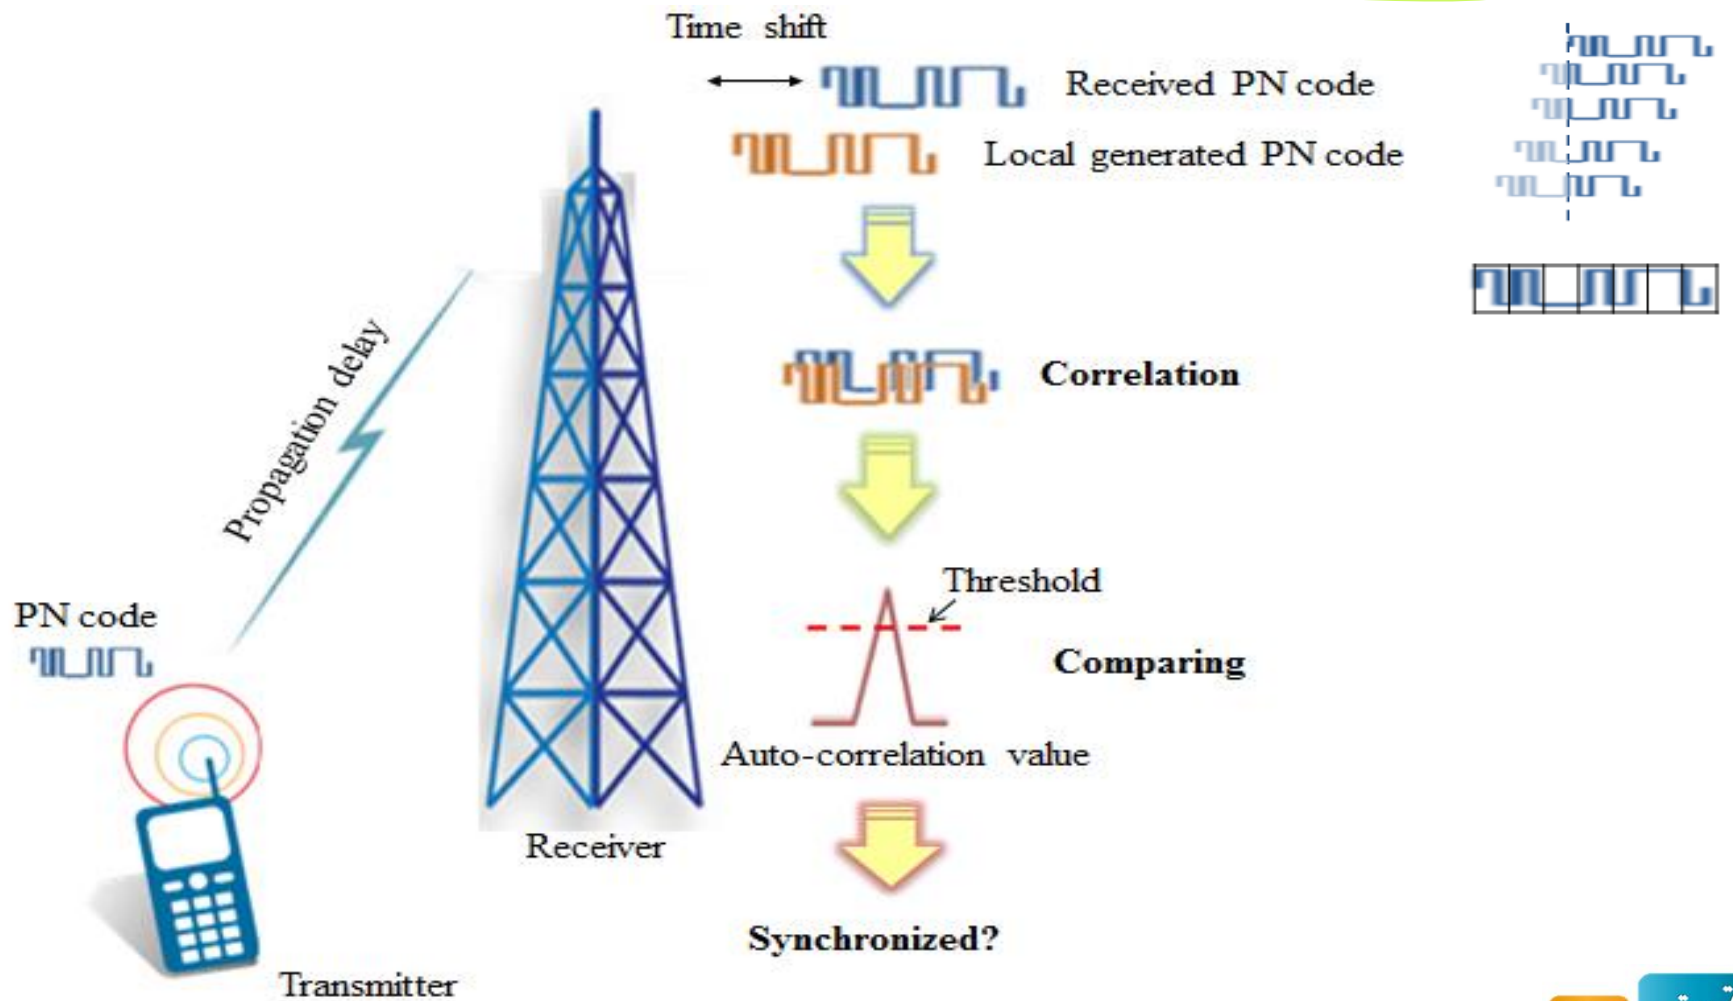 Time shift
Received PN code
Local generated PN code
Propagation delay
Correlation
Threshold
PN code
Comparing
Auto-correlation value
Receiver
Synchronized?
Transmitter